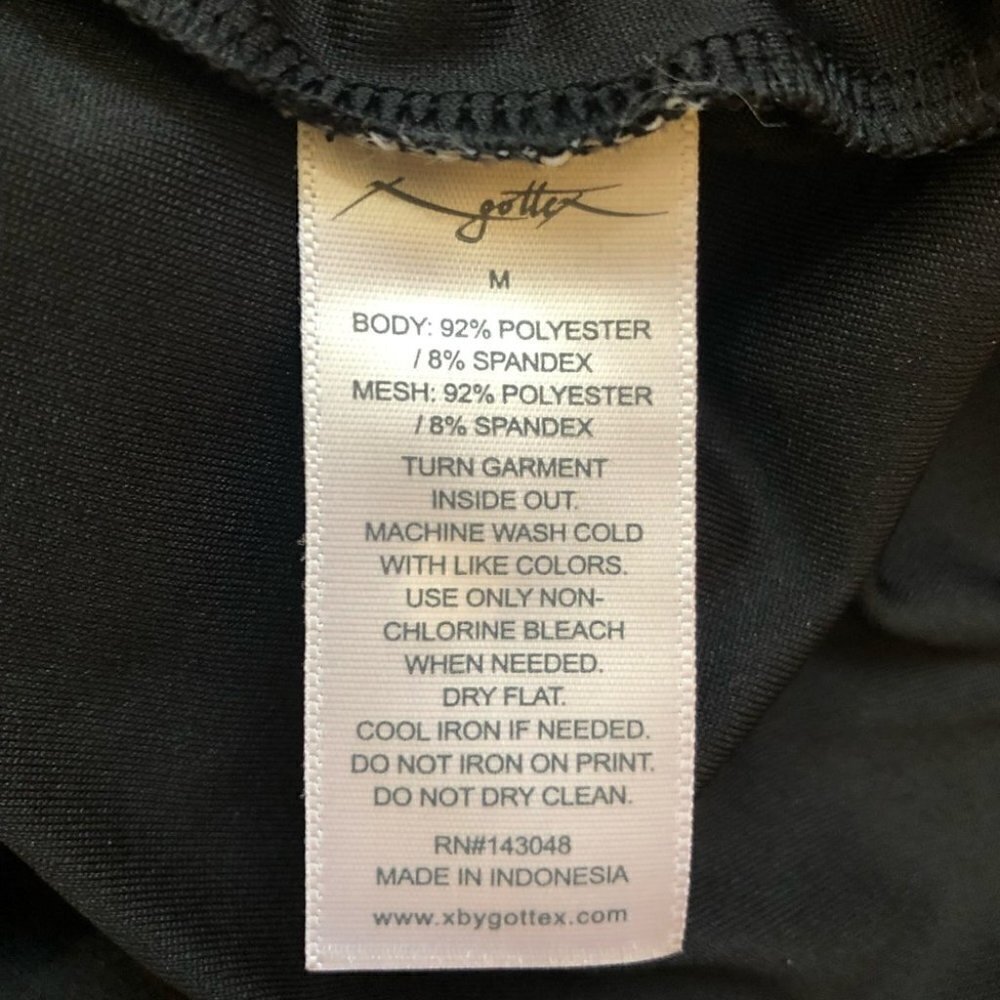 X gottex
M
BODY: 92% POLYESTER
/ 8% SPANDEX
MESH: 92% POLYESTER
/ 8% SPANDEX
TURN GARMENT
INSIDE OUT.
MACHINE WASH COLD
WITH LIKE COLORS.
USE ONLY NON-
CHLORINE BLEACH
WHEN NEEDED.
DRY FLAT.
COOL IRON IF NEEDED.
DO NOT IRON ON PRINT.
DO NOT DRY CLEAN.
RN#143048
MADE IN INDONESIA
www.xbygottex.com